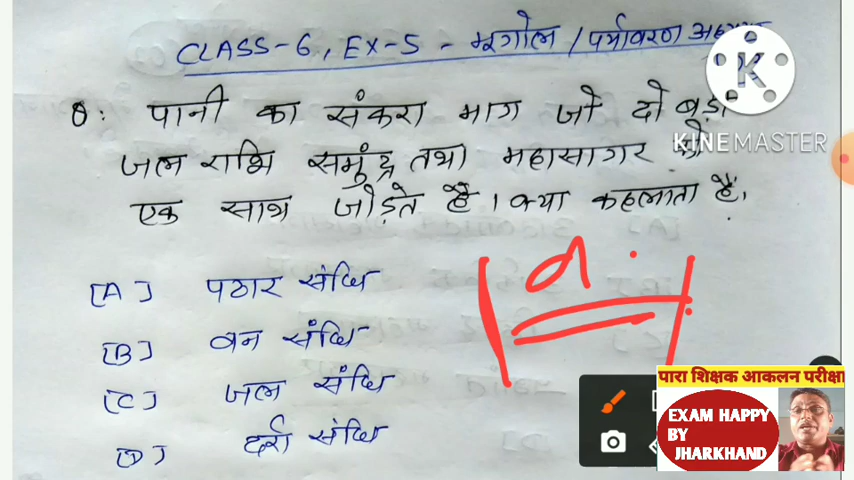 CLASS-6, EX-5 - भूगोल / पर्यावरण
Q: पानी का संकरा भाग जो दो बड़ा
जल राशि समुंद्र तथा महासागर को
एक साथ जोड़ते है। क्या कहलाता है।
[A] पठार संधि
[B] वन संधि
[C] जल संधि
[D] दर्रा संधि
K
KINEMASTER
पारा शिक्षक आकलन परीक्षा
EXAM HAPPY
BY
JHARKHAND